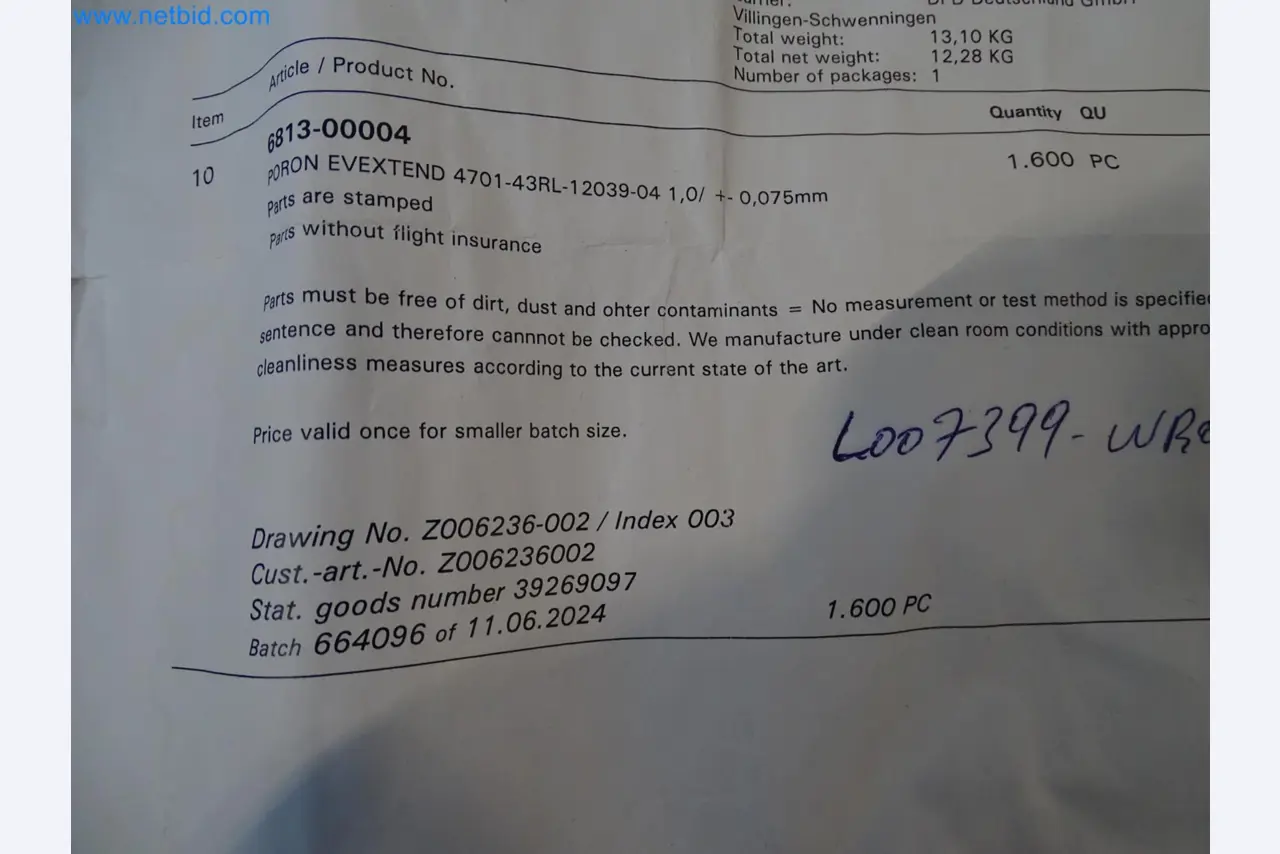 www.netbid.com
Villingen-Schwenningen
Total weight: 13,10 KG
Total net weight: 12,28 KG
Number of packages: 1
Item Article / Product No. Quantity QU
10 6813-00004 1.600 PC
PORON EVEXTEND 4701-43RL-12039-04 1,0/ +- 0,075mm
Parts are stamped
Parts without flight insurance
Parts must be free of dirt, dust and ohter contaminants = No measurement or test method is
sentence and therefore cannnot be checked. We manufacture under clean room conditions with
cleanliness measures according to the current state of the art.
Price valid once for smaller batch size.
L007399-
Drawing No. Z006236-002 / Index 003
Cust.-art.-No. Z006236002
Stat. goods number 39269097
Batch 664096 of 11.06.2024 1.600 PC